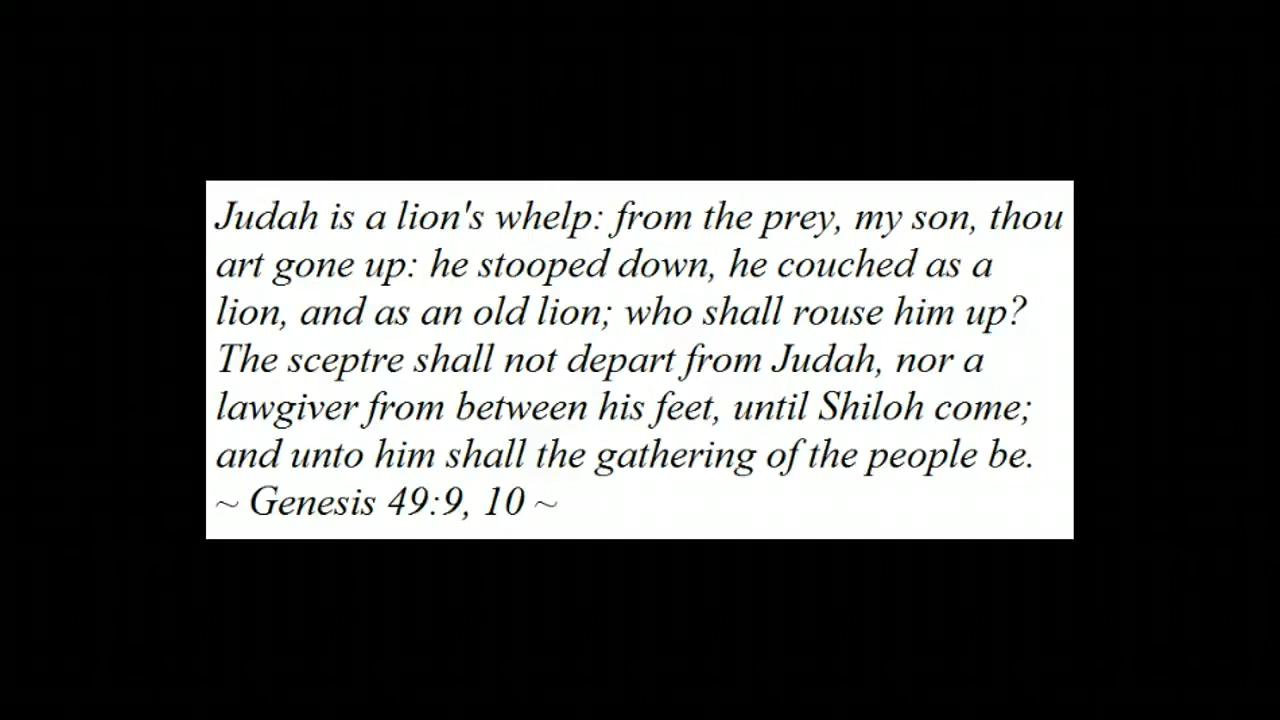 Judah is a lion's whelp: from the prey, my son, thou
art gone up: he stooped down, he couched as a
lion, and as an old lion; who shall rouse him up?
The sceptre shall not depart from Judah, nor a
lawgiver from between his feet, until Shiloh come;
and unto him shall the gathering of the people be.
~ Genesis 49:9, 10 ~